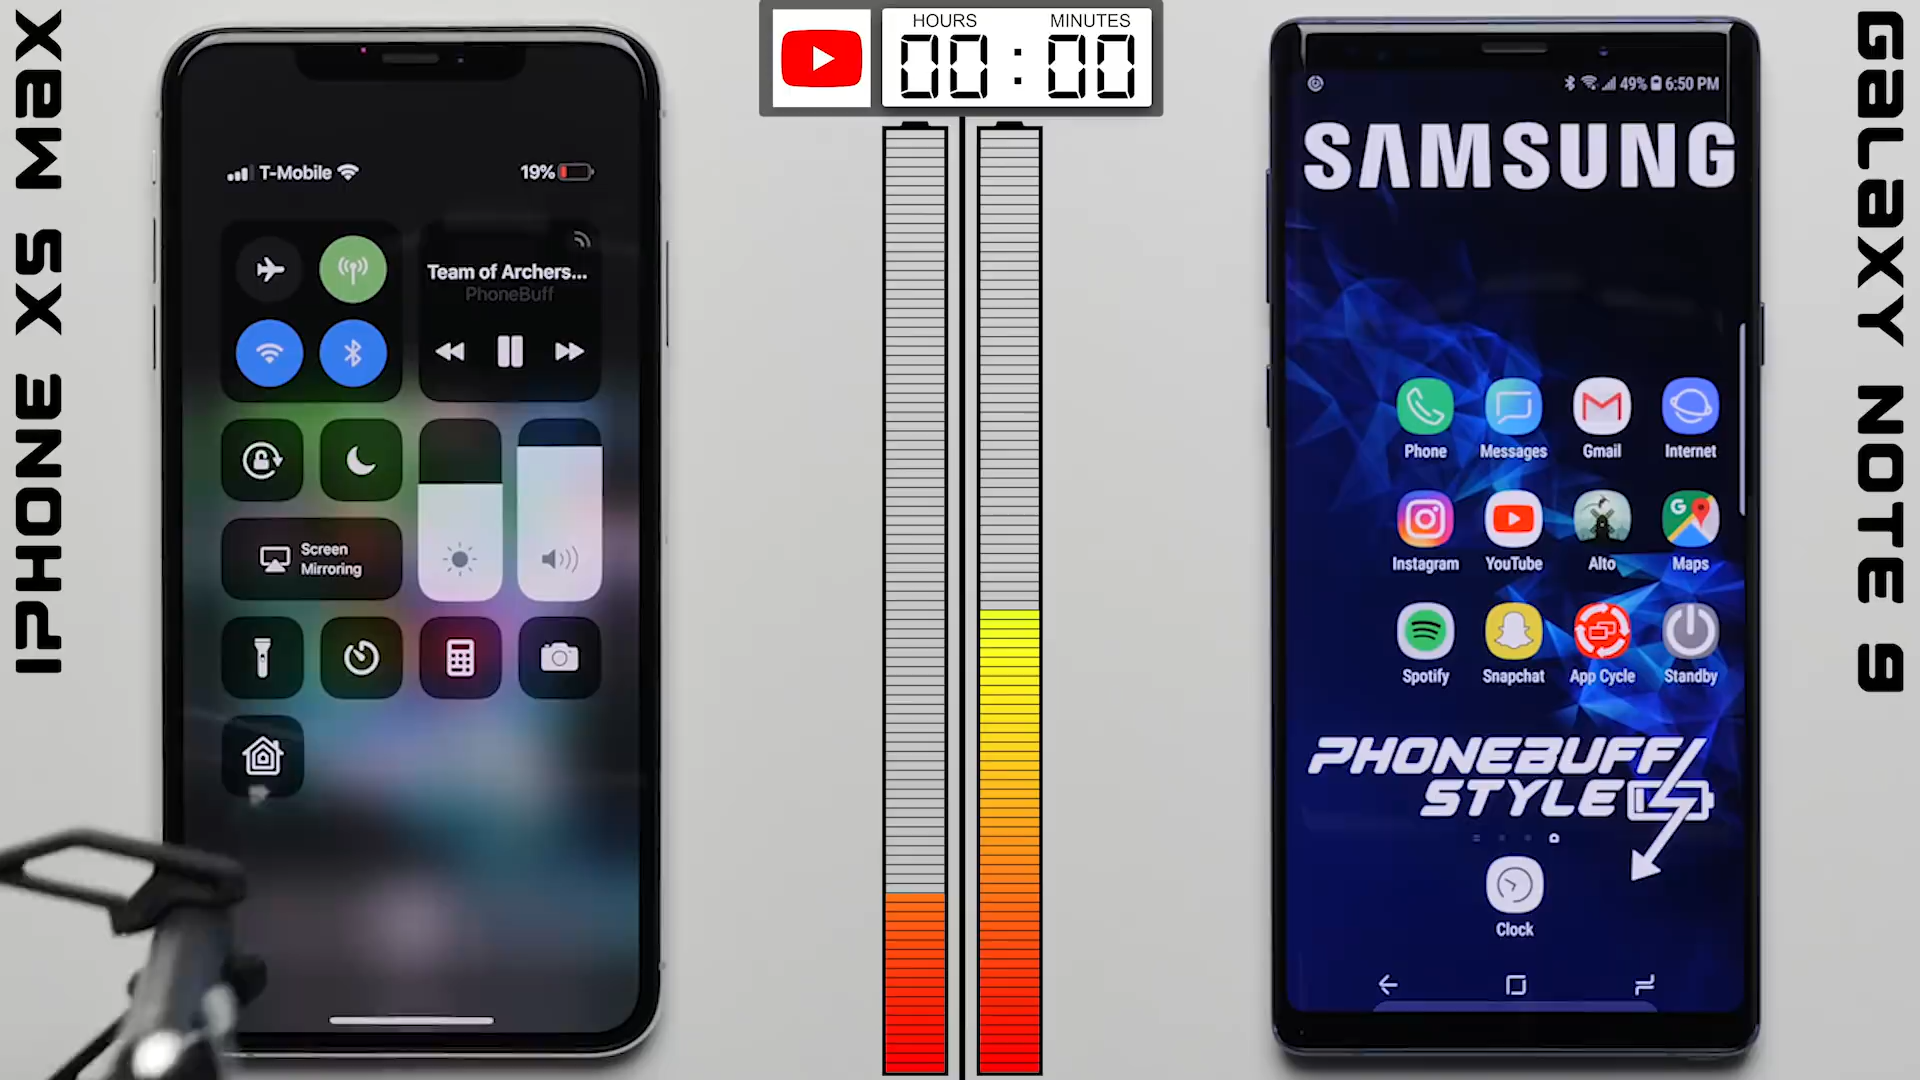 IPHONE XS MAX
T-Mobile
19%
Team of Archers...
PhoneBuff
Screen
Mirroring
HOURS
MINUTES
00 : 00
49% 6:50 PM
SAMSUNG
Phone
Messages
Gmail
Internet
Instagram
YouTube
Alto
Maps
Spotify
Snapchat
App Cycle
Standby
PHONEBUFF
STYLE
Clock
GALAXY NOTE 9